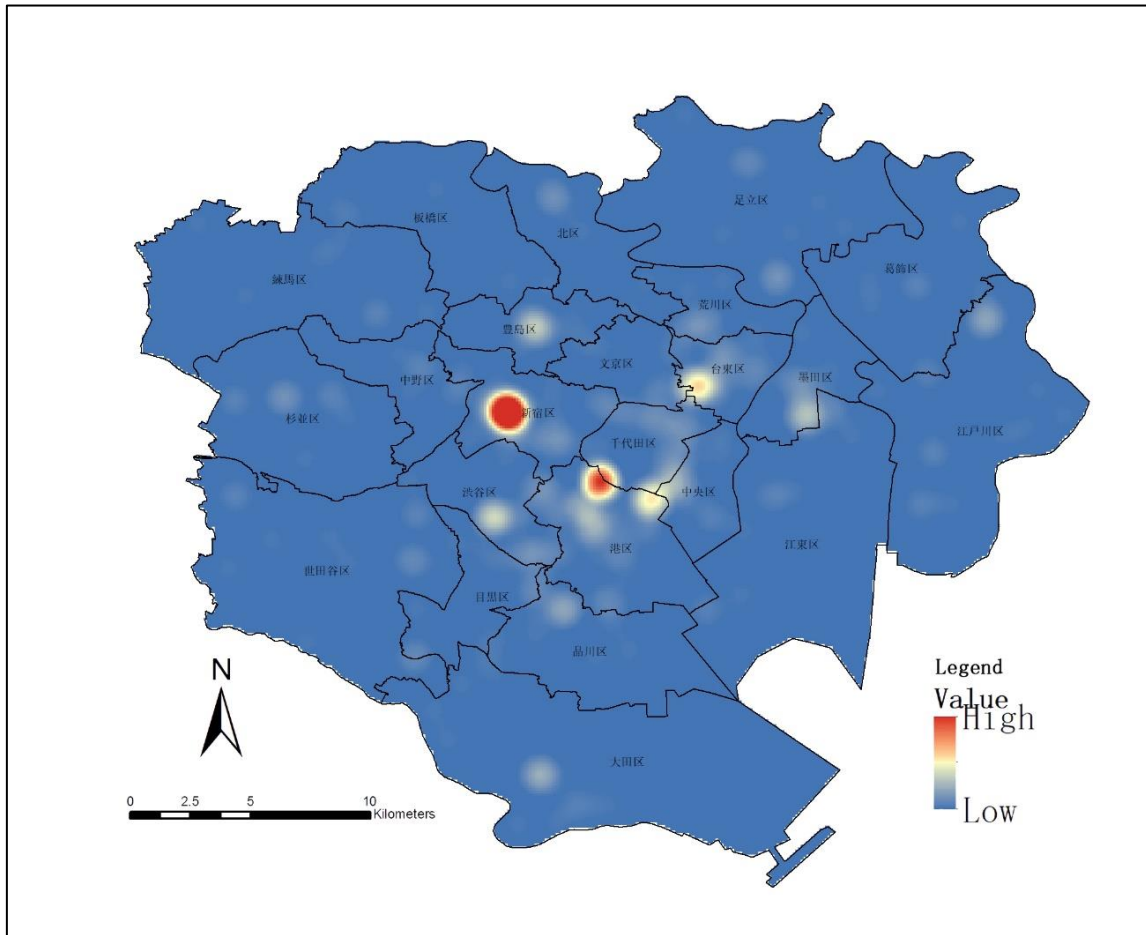 足立区
板橋区
北区
葛飾区
練馬区
荒川区
豊島区
文京区
台東区
中野区
墨田区
杉並区
新宿区
江戸川区
千代田区
渋谷区
中央区
港区
江東区
世田谷区
目黒区
品川区
大田区
N
0 2.5 5 10
Kilometers
Legend
Value
High
Low